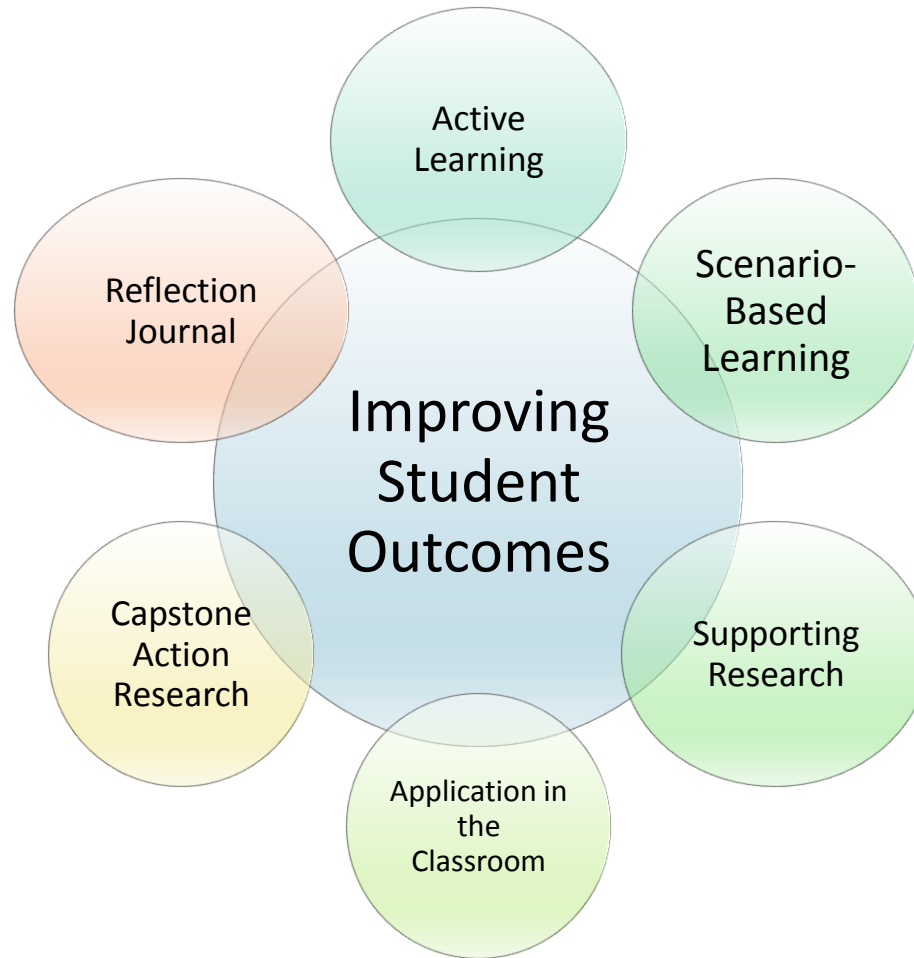 Active
Learning
Scenario-
Based
Learning
Supporting
Research
Application in
the
Classroom
Capstone
Action
Research
Reflection
Journal
Improving
Student
Outcomes